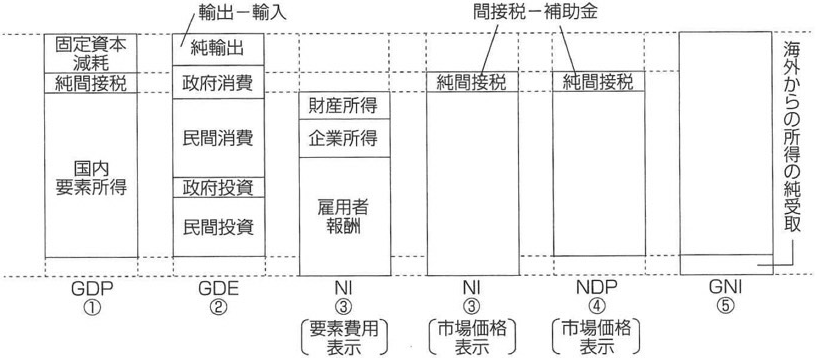 輸出－輸入
間接税－補助金
固定資本
減耗
純間接税
国内
要素所得
GDP
①
純輸出
政府消費
民間消費
政府投資
民間投資
GDE
②
財産所得
企業所得
雇用者
報酬
NI
③
要素費用
表示
純間接税
NI
③
市場価格
表示
純間接税
NDP
④
市場価格
表示
GNI
⑤
海外からの所得の純受取